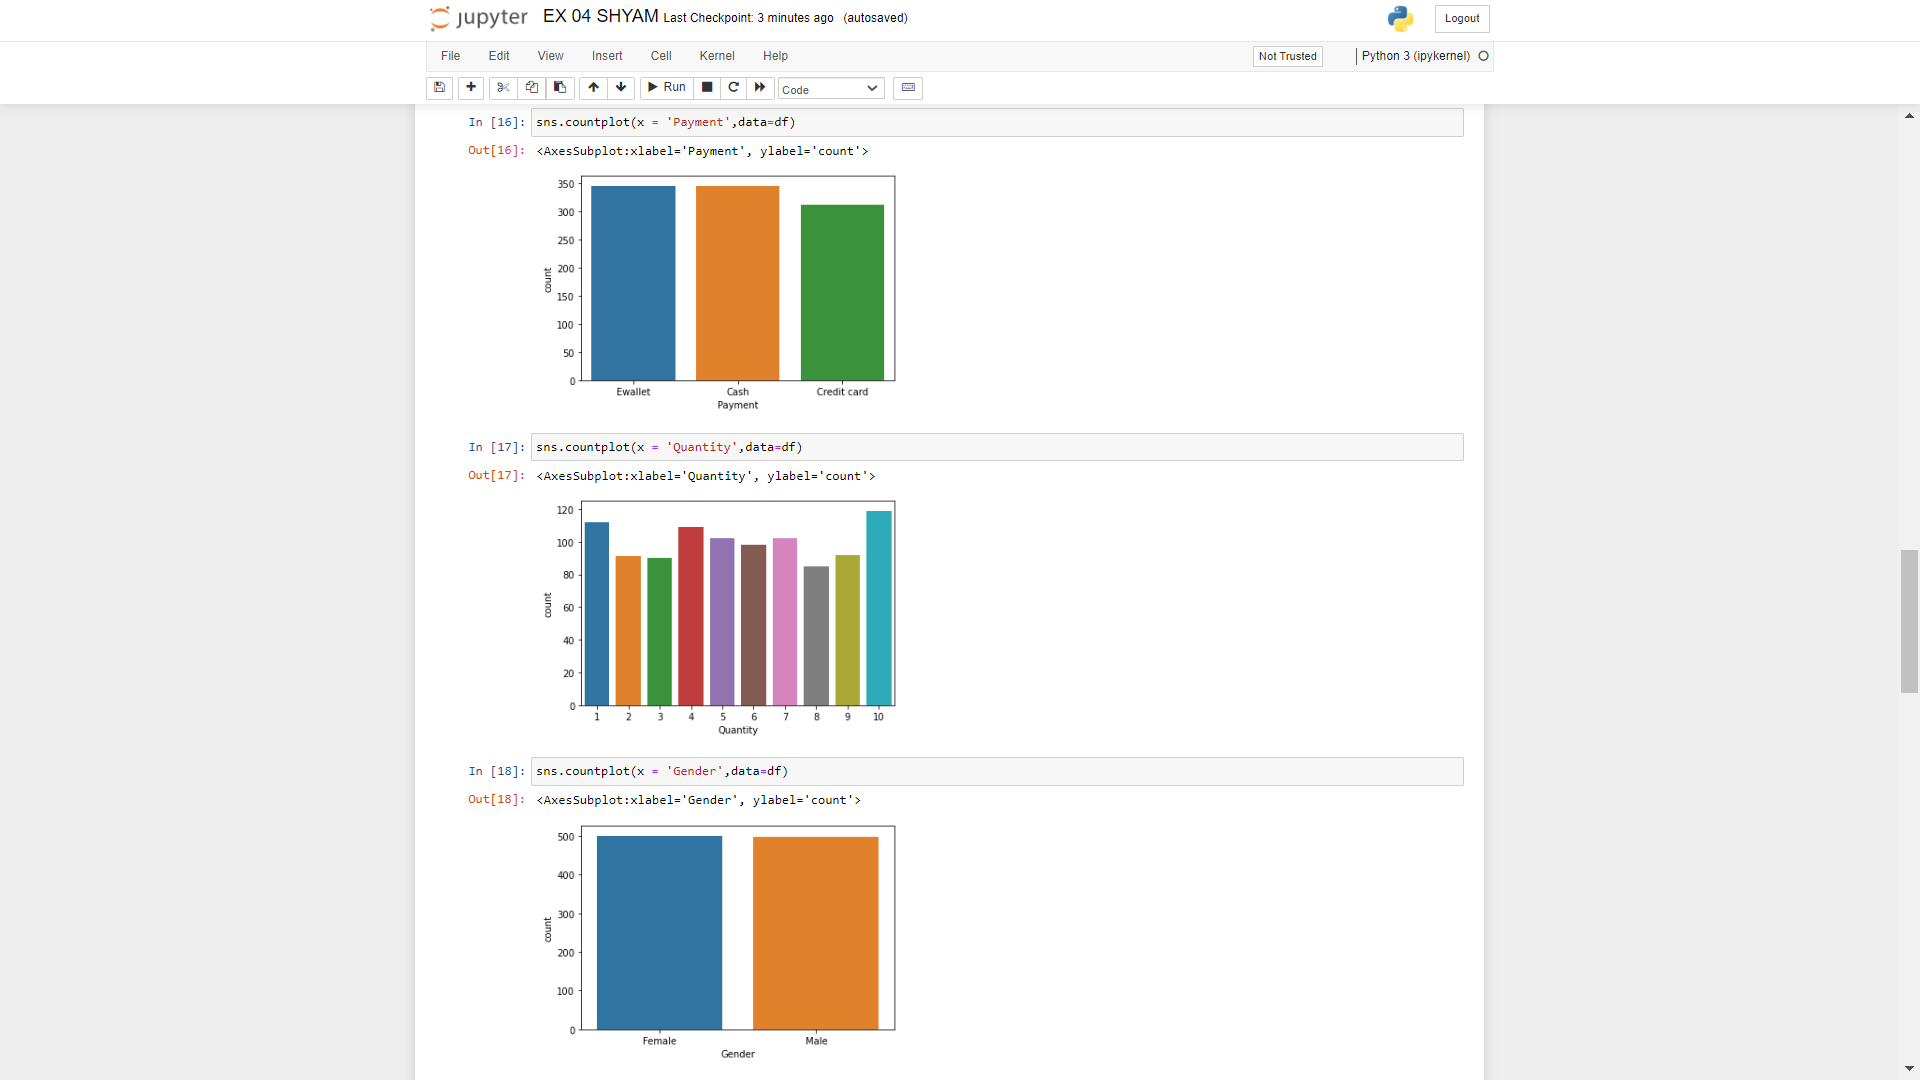 jupyter EX 04 SHYAM Last Checkpoint: 3 minutes ago (autosaved) Logout
File Edit View Insert Cell Kernel Help Not Trusted Python 3 (ipykernel)
Run Code
In [16]: sns.countplot(x = 'Payment',data=df)
Out[16]: <AxesSubplot:xlabel='Payment', ylabel='count'>
350
300
250
200
150
100
50
0
count
Ewallet Cash Credit card
Payment
In [17]: sns.countplot(x = 'Quantity',data=df)
Out[17]: <AxesSubplot:xlabel='Quantity', ylabel='count'>
120
100
80
60
40
20
0
count
1 2 3 4 5 6 7 8 9 10
Quantity
In [18]: sns.countplot(x = 'Gender',data=df)
Out[18]: <AxesSubplot:xlabel='Gender', ylabel='count'>
500
400
300
200
100
0
count
Female Male
Gender